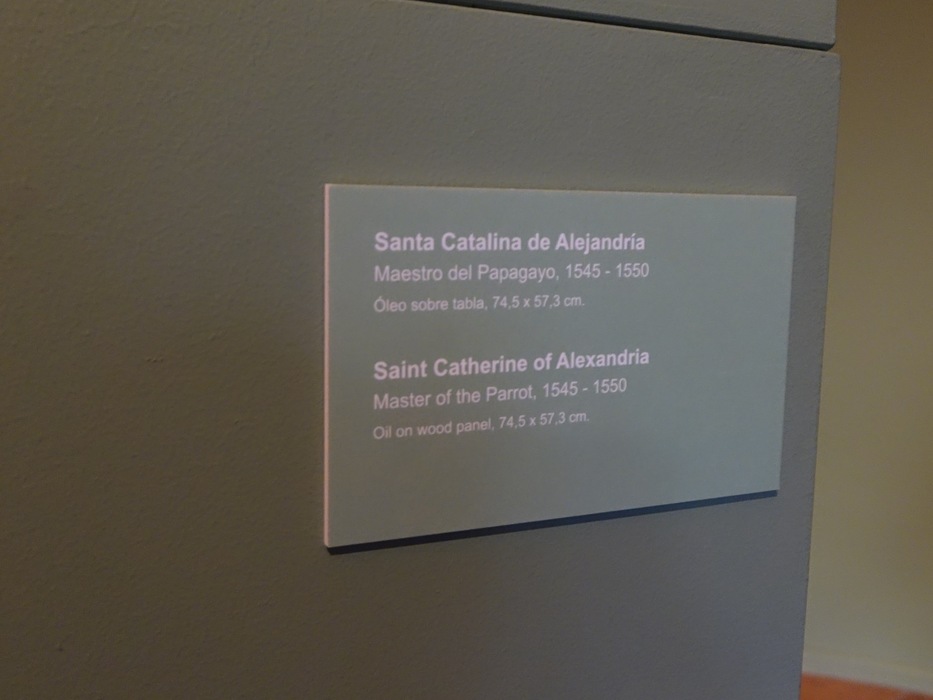 Santa Catalina de Alejandría
Maestro del Papagayo, 1545 - 1550
Óleo sobre tabla, 74,5 x 57,3 cm.
Saint Catherine of Alexandria
Master of the Parrot, 1545 - 1550
Oil on wood panel, 74,5 x 57,3 cm.